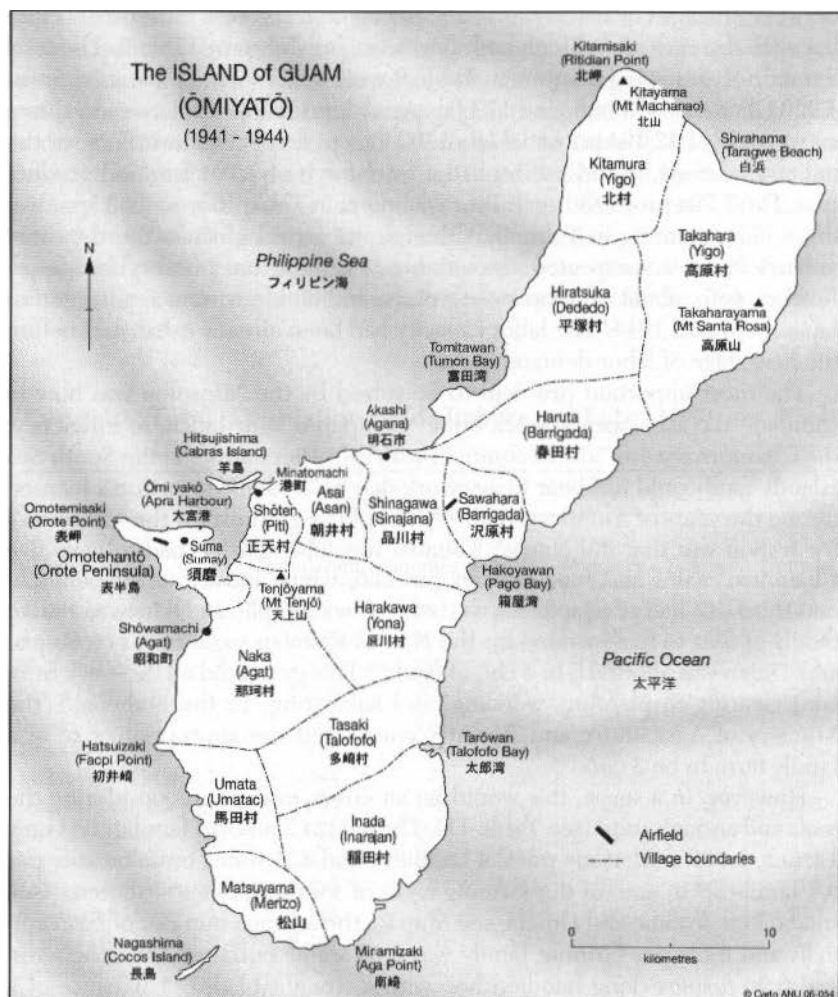 The ISLAND of GUAM
(ŌMIYATŌ)
(1941 - 1944)
N
Philippine Sea
フィリピン海
Kitamisaki
(Ritidian Point)
北岬
Kitayama
(Mt Machanao)
北山
Shirahama
(Taragwe Beach)
白浜
Kitamura
(Yigo)
北村
Takahara
(Yigo)
高原村
Hiratsuka
(Dededo)
平塚村
Takaharayama
(Mt Santa Rosa)
高原山
Tomitawan
(Tumon Bay)
富田湾
Haruta
(Barrigada)
春田村
Akashi
(Agana)
明石市
Hitsujishima
(Cabras Island)
羊島
Minatomachi
港町
Asai
(Asan)
朝井村
Shinagawa
(Sinajana)
品川村
Sawahara
(Barrigada)
沢原村
Ōmi yakō
(Apra Harbour)
大宮港
Shōten
(Piti)
正天村
Omotemisaki
(Orote Point)
表岬
Suma
(Sumay)
須磨
Omotehantō
(Orote Peninsula)
表半島
Tenjōyama
(Mt Tenjō)
天上山
Hakoyawan
(Pago Bay)
箱屋湾
Harakawa
(Yona)
原川村
Shōwamachi
(Agat)
昭和町
Naka
(Agat)
那珂村
Pacific Ocean
太平洋
Tasaki
(Talofofo)
多崎村
Tarōwan
(Talofofo Bay)
太郎湾
Hatsuizaki
(Facpi Point)
初井崎
Umata
(Umatac)
馬田村
Inada
(Inarajan)
稲田村
Matsuyama
(Merizo)
松山
Nagashima
(Cocos Island)
長島
Miramizaki
(Aga Point)
南崎
Airfield
Village boundaries
0 10
kilometres
© Carto ANU 06-054